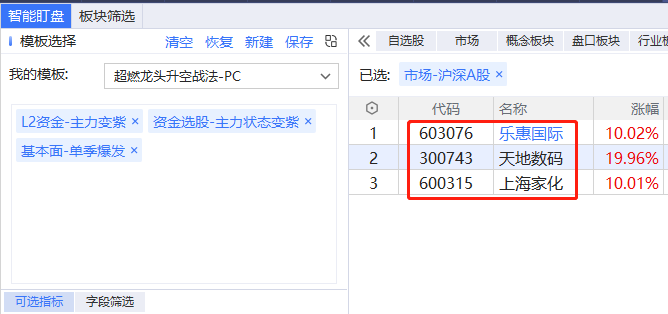 智能盯盘 板块筛选
模板选择 清空 恢复 新建 保存
我的模板: 超燃龙头升空战法-PC
L2资金-主力变紫 × 资金选股-主力状态变紫 ×
基本面-单季爆发 ×
可选指标 字段筛选
自选股 市场 概念板块 盘口板块 行业板
已选: 市场-沪深A股 ×
代码 名称 涨幅
1 603076 乐惠国际 10.02%
2 300743 天地数码 19.96%
3 600315 上海家化 10.01%